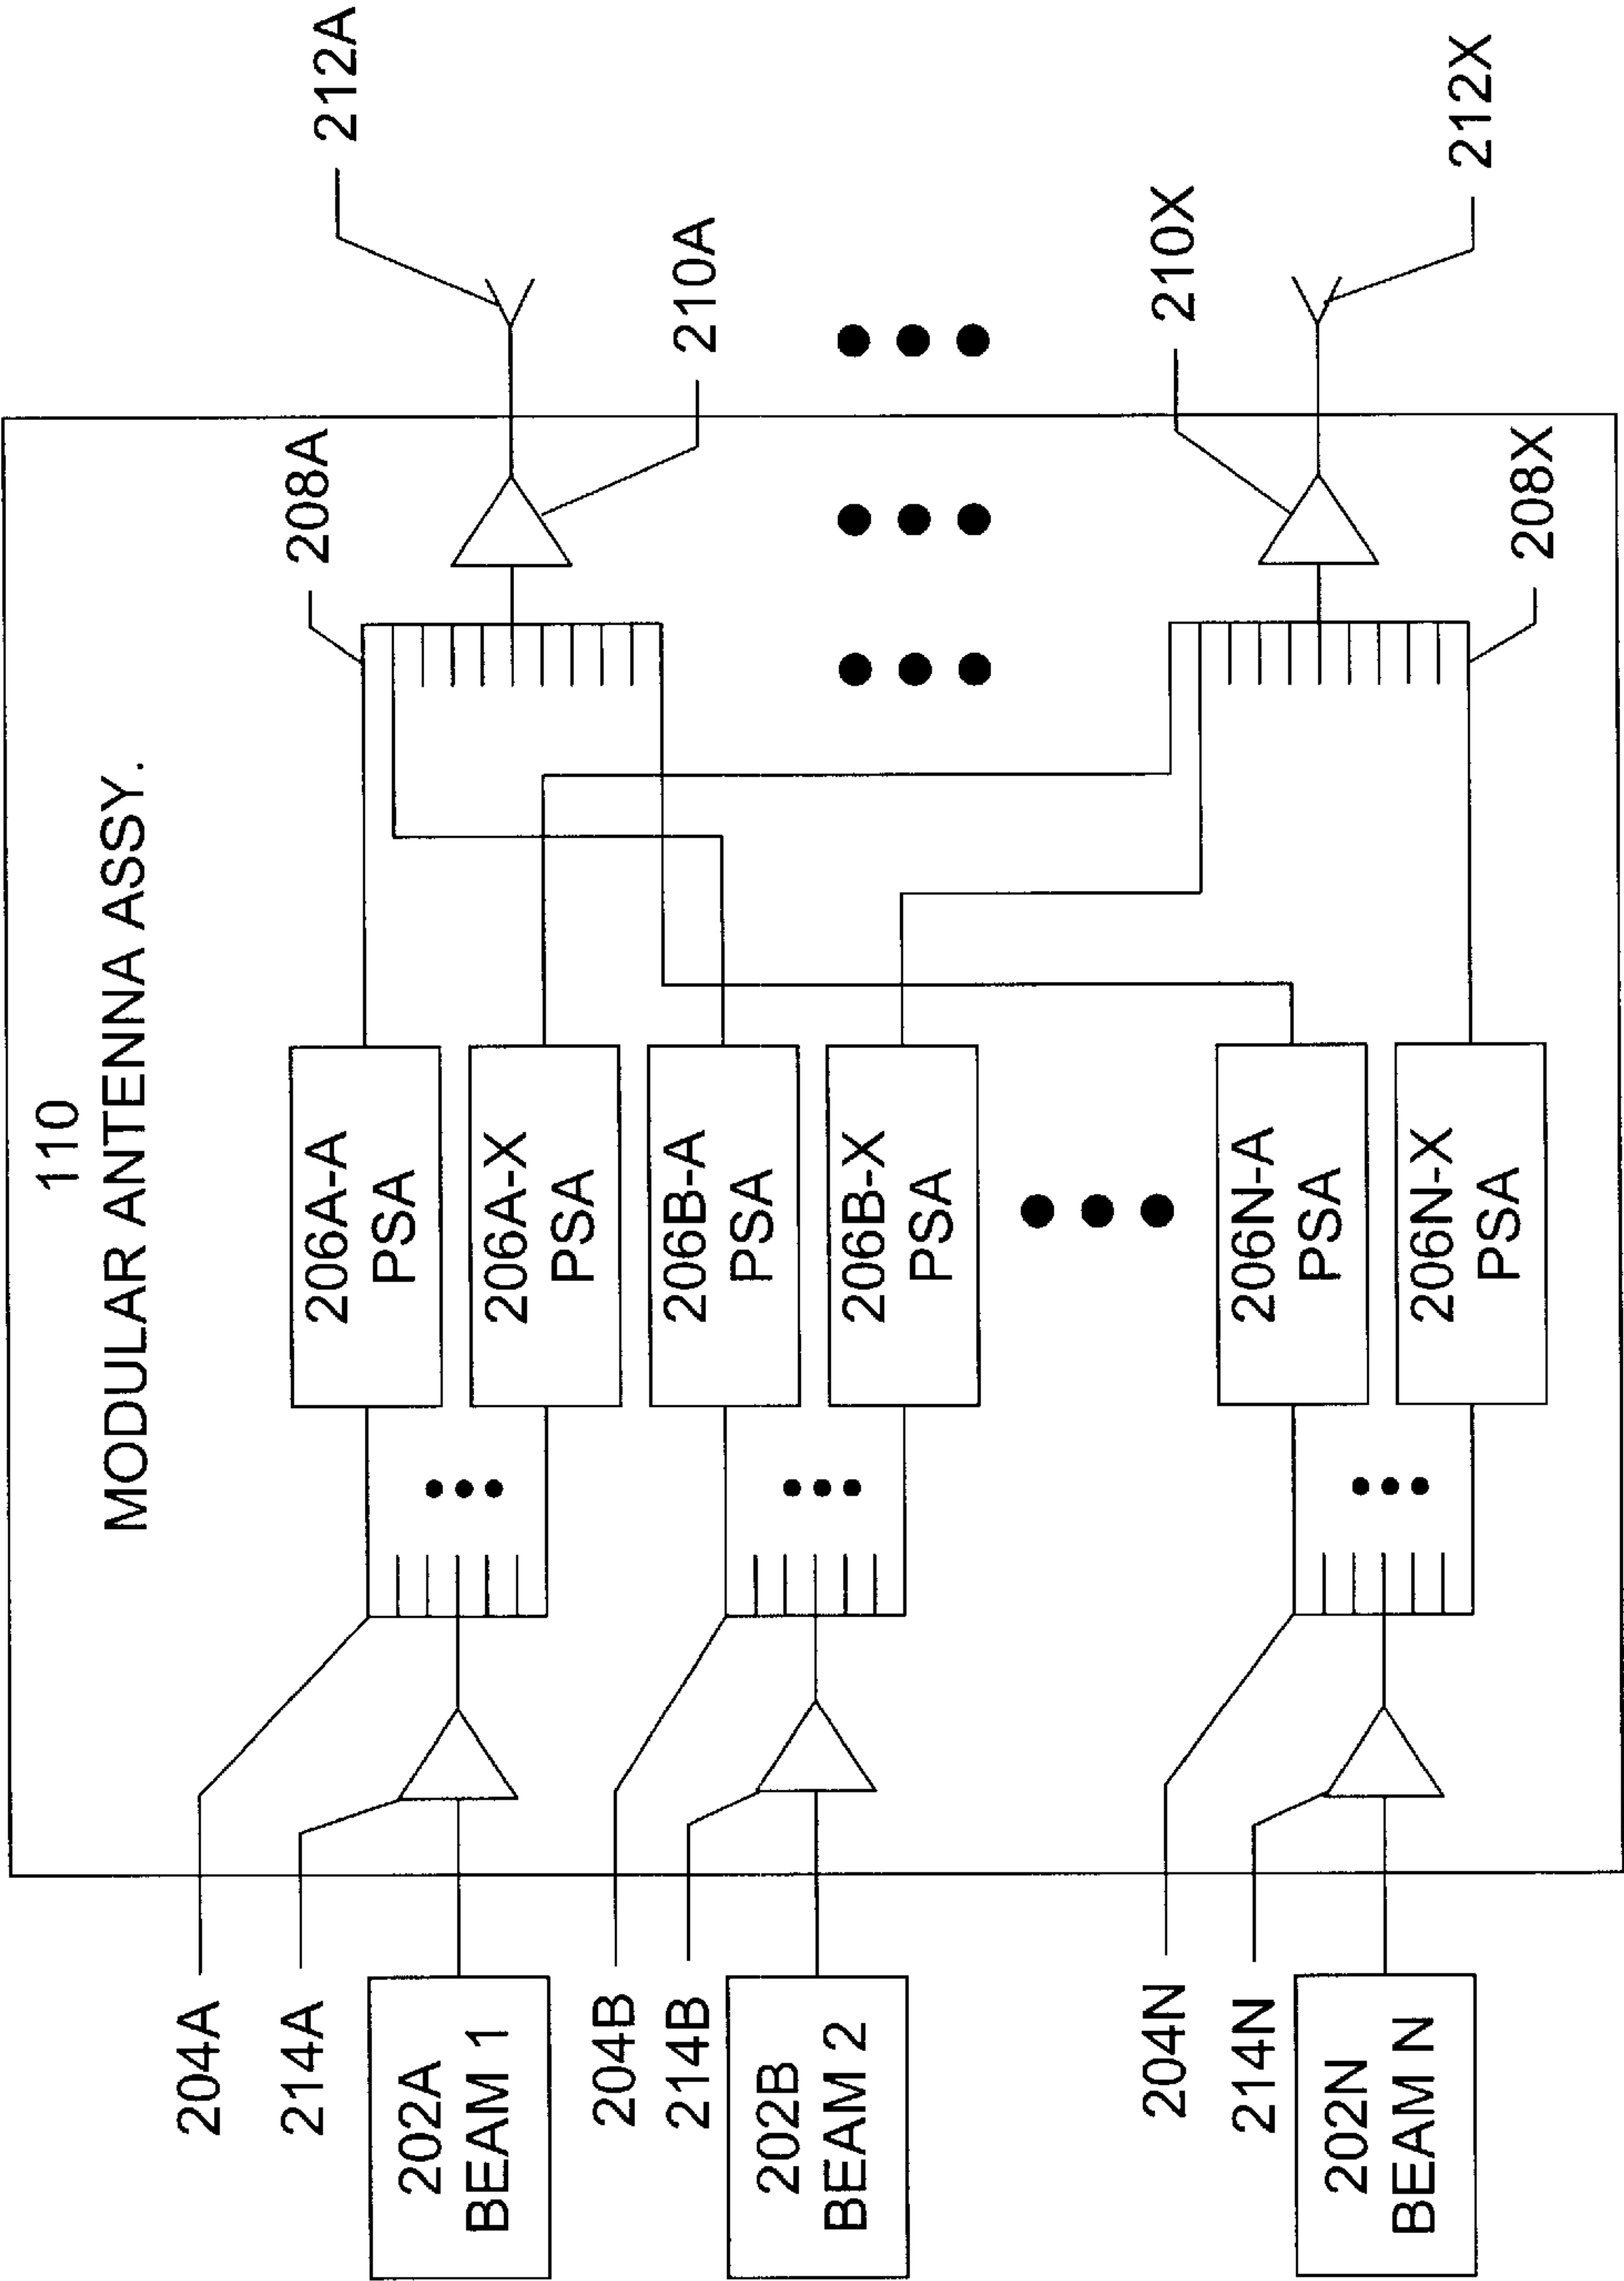 110
MODULAR ANTENNA ASSY.
204A
214A
202A
BEAM 1
204B
214B
202B
BEAM 2
204N
214N
202N
BEAM N
206A-A
PSA
206A-X
PSA
206B-A
PSA
206B-X
PSA
206N-A
PSA
206N-X
PSA
208A
212A
210A
210X
212X
208X